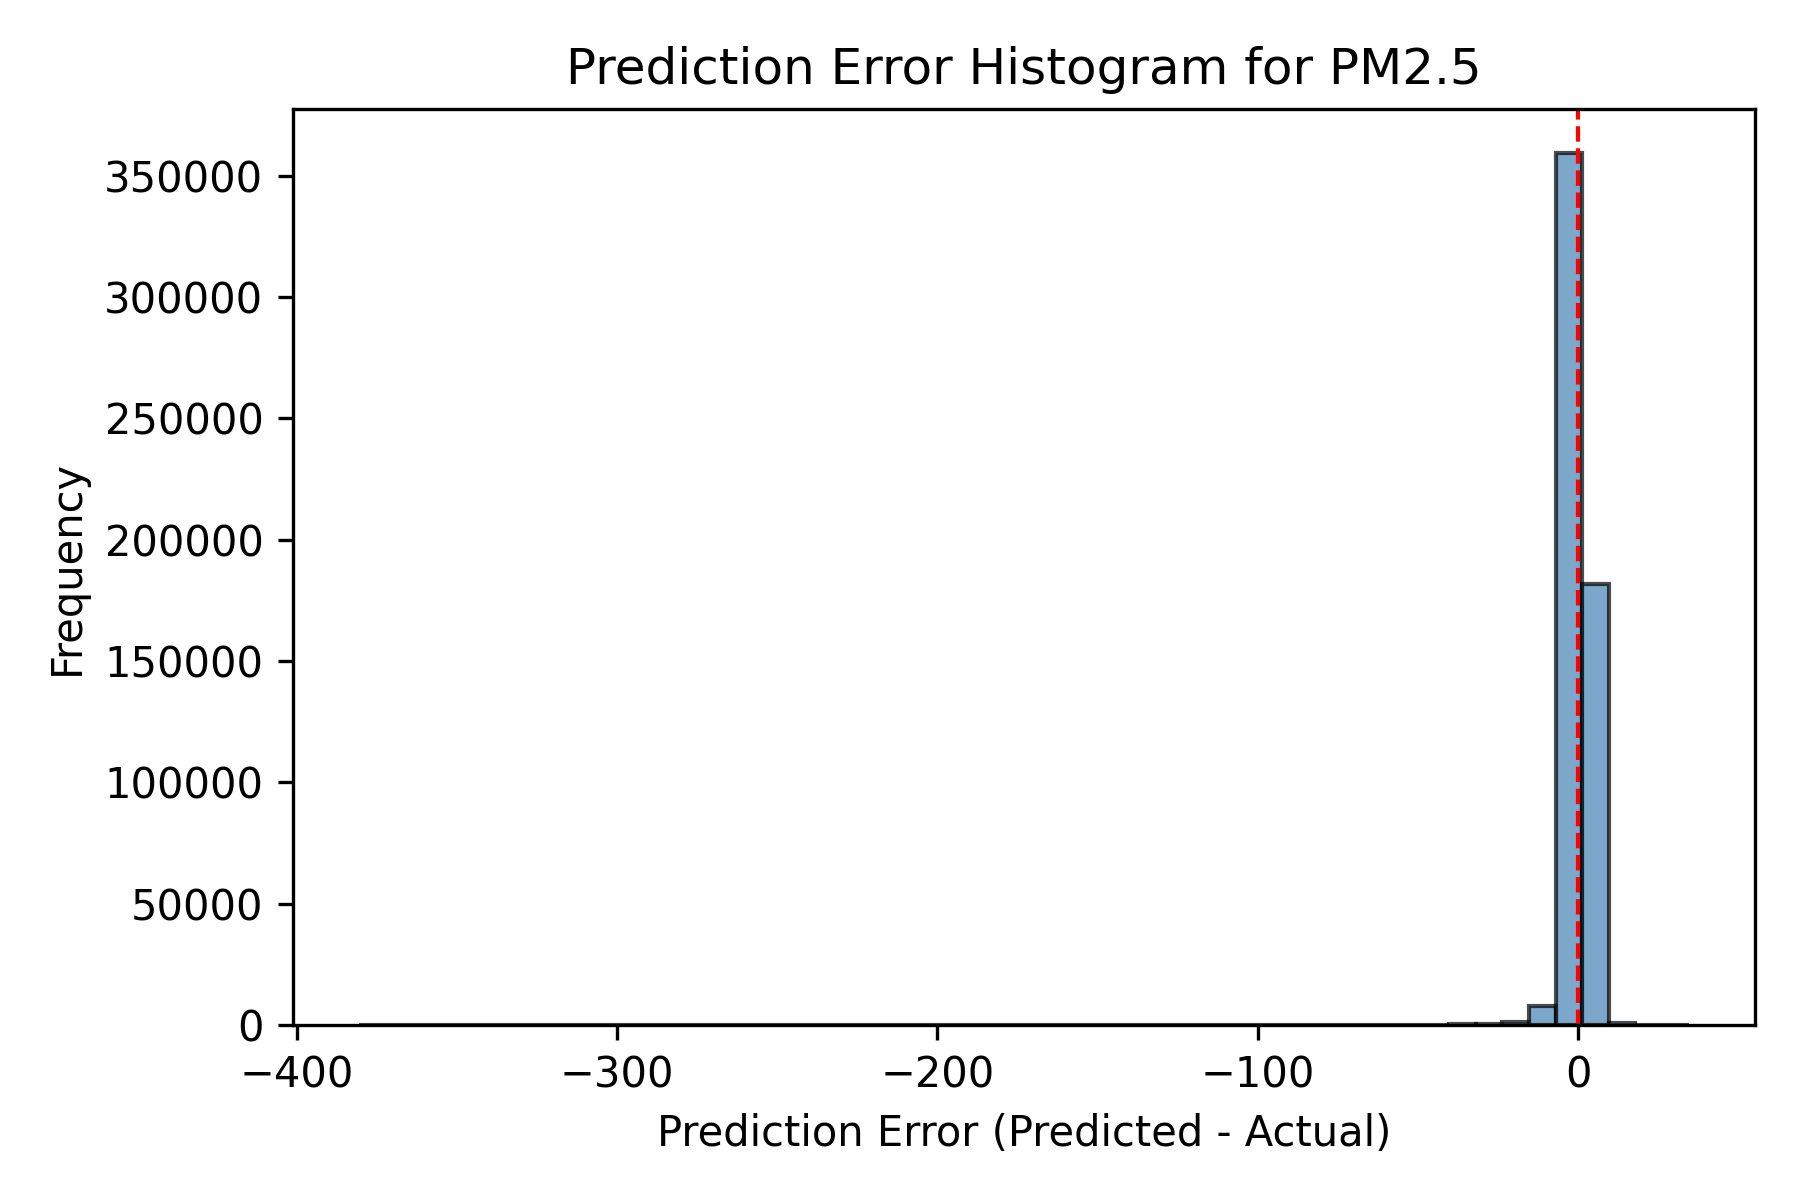 Prediction Error Histogram for PM2.5
Frequency
350000
300000
250000
200000
150000
100000
50000
0
−400 −300 −200 −100 0
Prediction Error (Predicted - Actual)